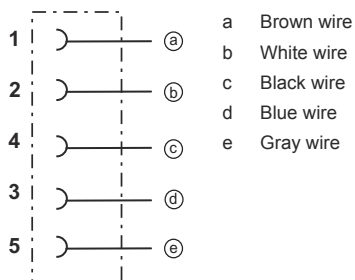 1 a
2 b
4 c
3 d
5 e
a Brown wire
b White wire
c Black wire
d Blue wire
e Gray wire